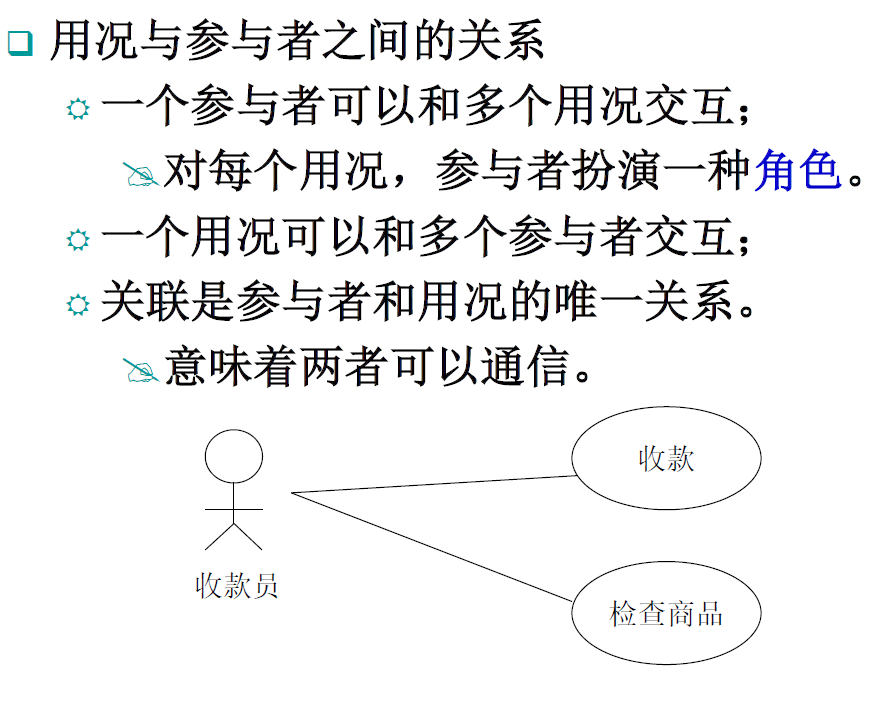 用况与参与者之间的关系
一个参与者可以和多个用况交互；
对每个用况，参与者扮演一种角色。
一个用况可以和多个参与者交互；
关联是参与者和用况的唯一关系。
意味着两者可以通信。
收款
收款员
检查商品